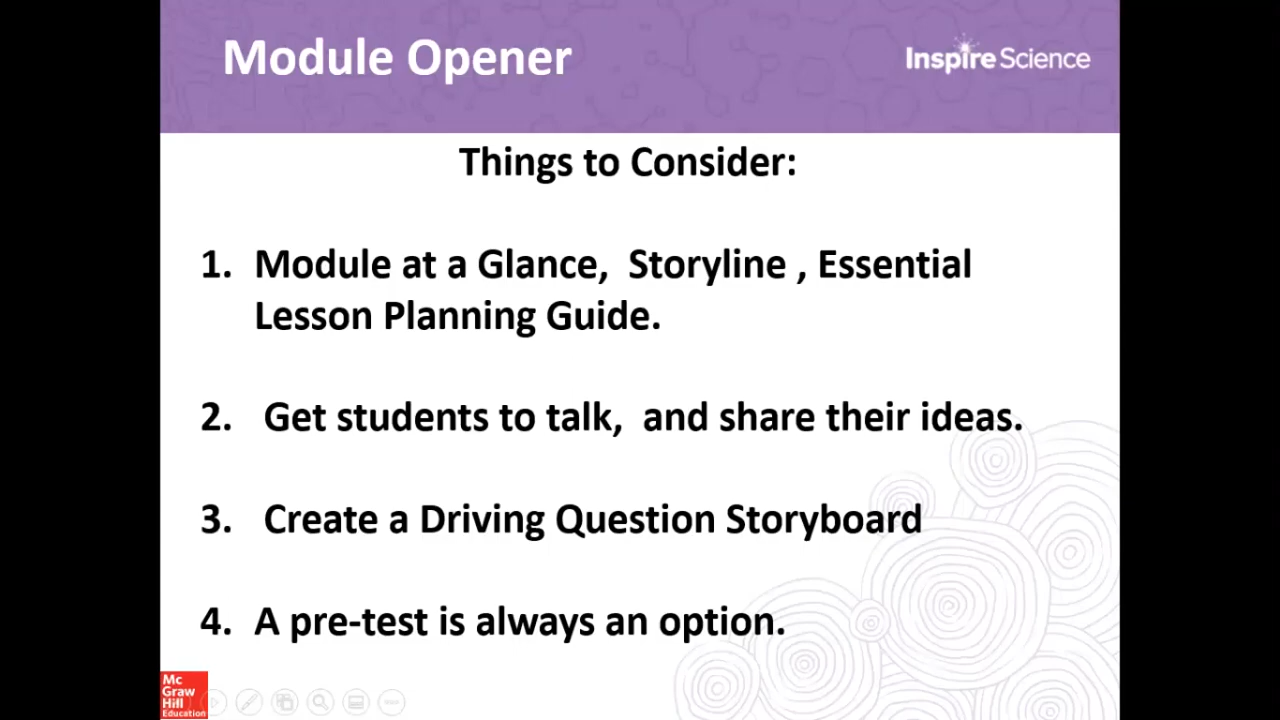 Module Opener
Inspire Science
Things to Consider:
1. Module at a Glance,  Storyline , Essential
Lesson Planning Guide.
2.  Get students to talk,  and share their ideas.
3.  Create a Driving Question Storyboard
4. A pre-test is always an option.
Mc
Graw
Hill
Education